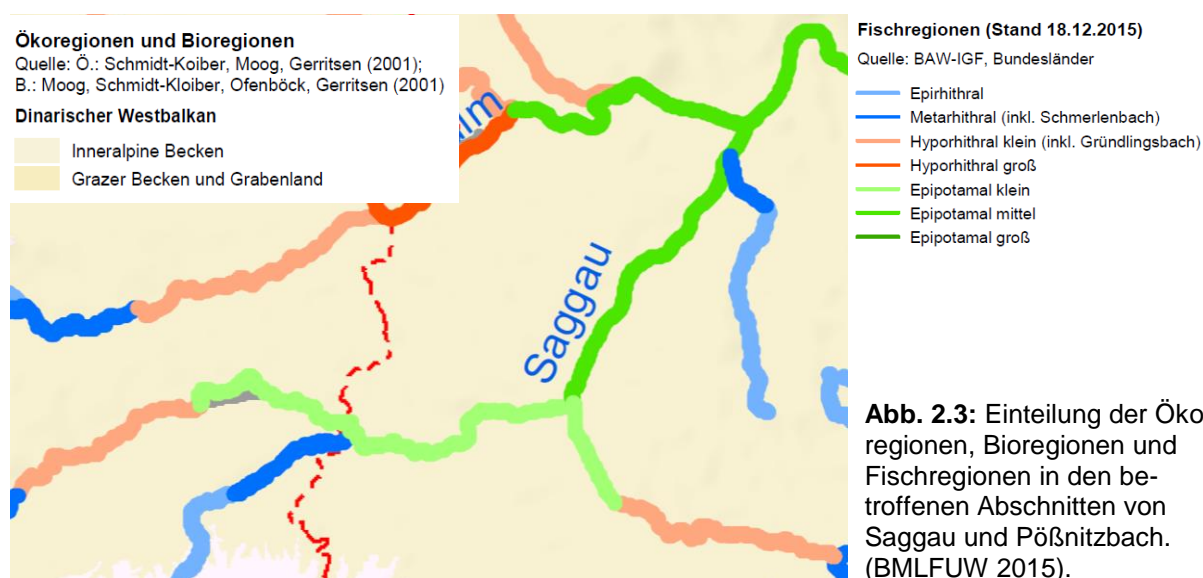 Ökoregionen und Bioregionen
Quelle: Ö.: Schmidt-Koiber, Moog, Gerritsen (2001);
B.: Moog, Schmidt-Kloiber, Ofenböck, Gerritsen (2001)
Dinarischer Westbalkan
Inneralpine Becken
Grazer Becken und Grabenland
lm
Saggau
Fischregionen (Stand 18.12.2015)
Quelle: BAW-IGF, Bundesländer
Epirhithral
Metarhithral (inkl. Schmerlenbach)
Hyporhithral klein (inkl. Gründlingsbach)
Hyporhithral groß
Epipotamal klein
Epipotamal mittel
Epipotamal groß
Abb. 2.3: Einteilung der Öko
regionen, Bioregionen und
Fischregionen in den be-
troffenen Abschnitten von
Saggau und Pößnitzbach.
(BMLFUW 2015).